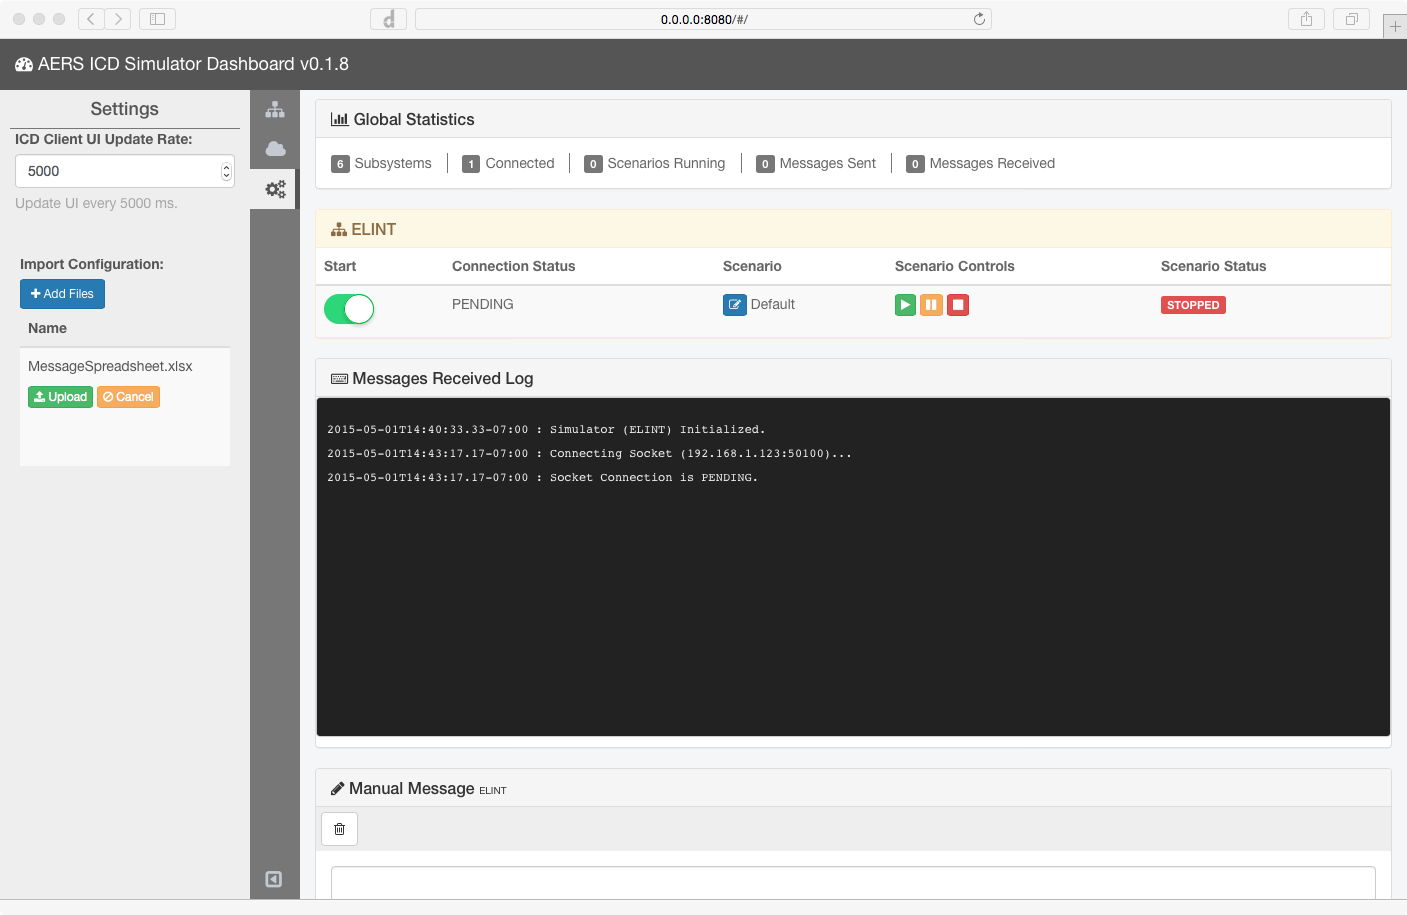 0.0.0.0:8080/#/
AERS ICD Simulator Dashboard v0.1.8
Settings
ICD Client UI Update Rate:
5000
Update UI every 5000 ms.
Import Configuration:
Add Files
Name
MessageSpreadsheet.xlsx
Upload Cancel
Global Statistics
6 Subsystems 1 Connected 0 Scenarios Running 0 Messages Sent 0 Messages Received
ELINT
Start Connection Status Scenario Scenario Controls Scenario Status
PENDING Default STOPPED
Messages Received Log
2015-05-01T14:40:33.33-07:00 : Simulator (ELINT) Initialized.
2015-05-01T14:43:17.17-07:00 : Connecting Socket (192.168.1.123:50100)...
2015-05-01T14:43:17.17-07:00 : Socket Connection is PENDING.
Manual Message ELINT